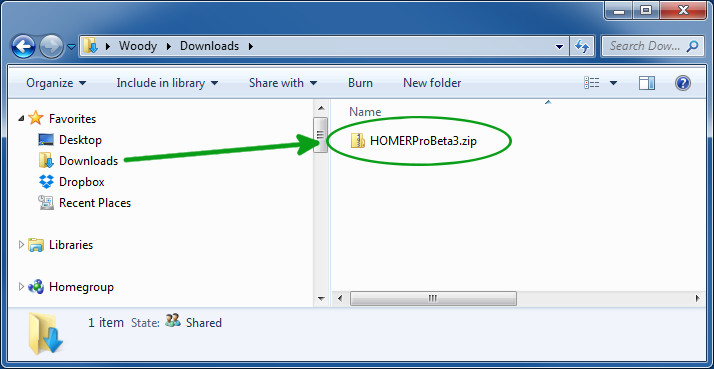 Woody Downloads
Search Dow...
Organize Include in library Share with Burn New folder
Favorites
Desktop
Downloads
Dropbox
Recent Places
Libraries
Homegroup
Name
HOMERProBeta3.zip
1 item State: Shared